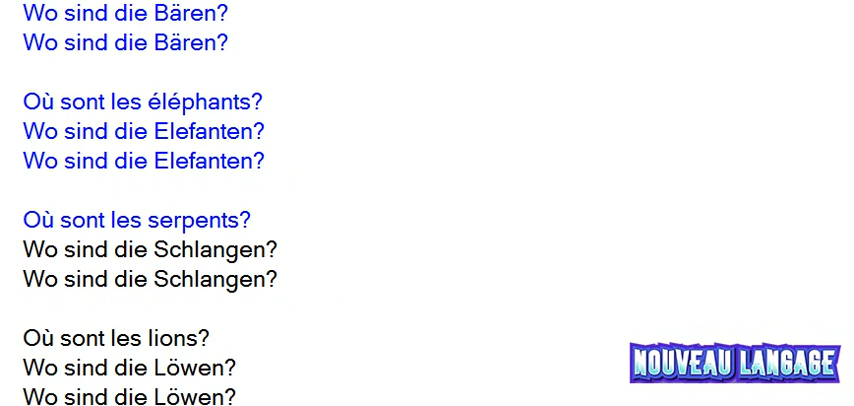 Wo sind die Bären?
Wo sind die Bären?
Où sont les éléphants?
Wo sind die Elefanten?
Wo sind die Elefanten?
Où sont les serpents?
Wo sind die Schlangen?
Wo sind die Schlangen?
Où sont les lions?
Wo sind die Löwen?
Wo sind die Löwen?
NOUVEAU LANGAGE